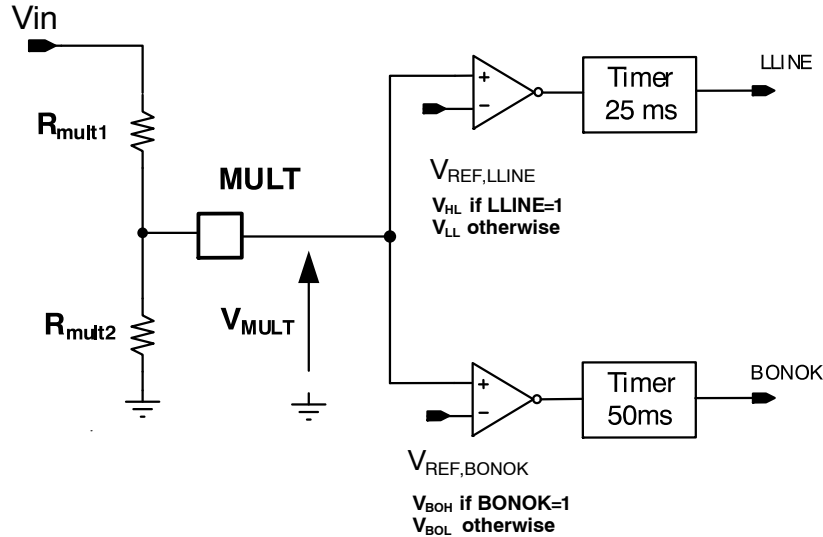 Vin
Rmult1
Rmult2
MULT
VMULT
+
−
VREF,LLINE
VHL if LLINE=1
VLL otherwise
Timer
25 ms
LLINE
+
−
VREF,BONOK
VBOH if BONOK=1
VBOL otherwise
Timer
50ms
BONOK